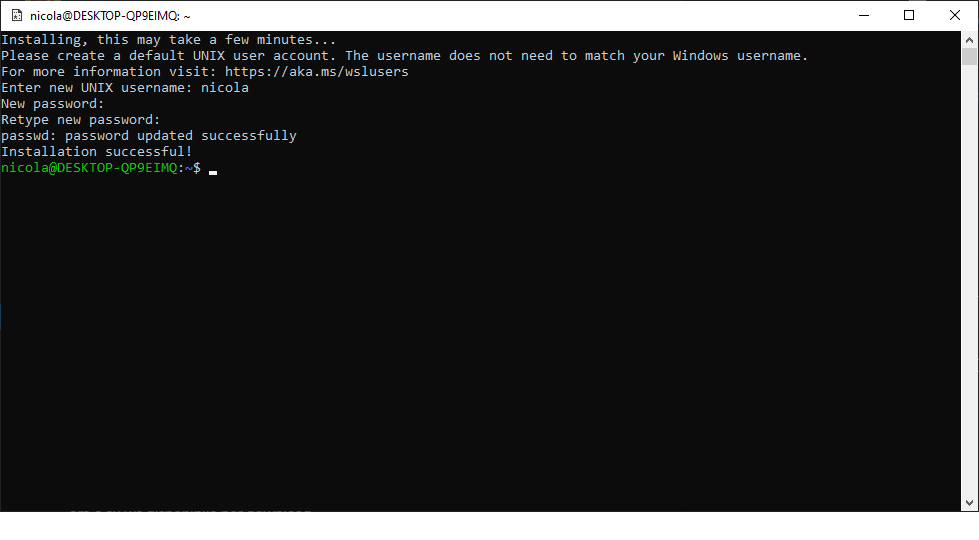 nicola@DESKTOP-QP9EIMQ: ~
Installing, this may take a few minutes...
Please create a default UNIX user account. The username does not need to match your Windows username.
For more information visit: https://aka.ms/wslusers
Enter new UNIX username: nicola
New password:
Retype new password:
passwd: password updated successfully
Installation successful!
nicola@DESKTOP-QP9EIMQ:~$